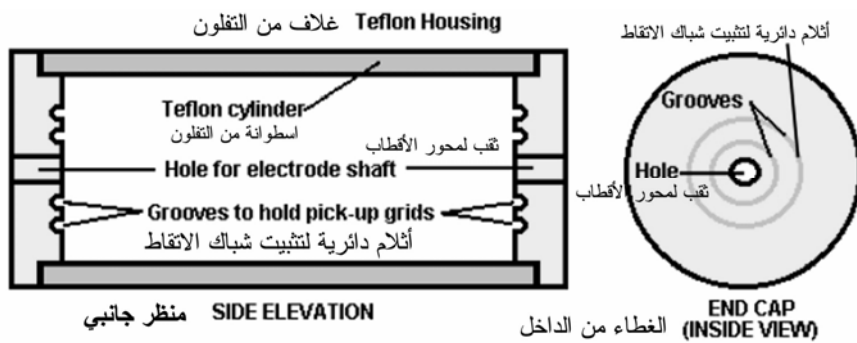 غلاف من التفلون Teflon Housing
Teflon cylinder
اسطوانة من التفلون
ثقب لمحور الأقطاب
Hole for electrode shaft
Grooves to hold pick-up grids
أثلام دائرية لتثبيت شباك الاتقاط
منظر جانبي SIDE ELEVATION
أثلام دائرية لتثبيت شباك الاتقاط
Grooves
Hole
ثقب لمحور الأقطاب
END CAP
الغطاء من الداخل (INSIDE VIEW)